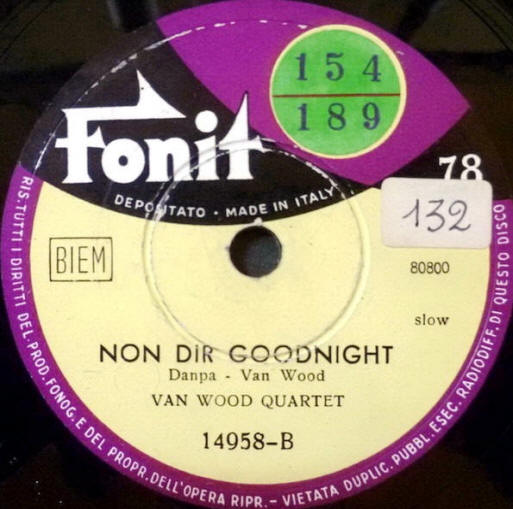 154
189
Fonit
78
DEPOSITATO · MADE IN ITALY
132
BIEM
80800
slow
NON DIR GOODNIGHT
Danpa - Van Wood
VAN WOOD QUARTET
14958-B
RIS. TUTTI I DIRITTI DEL PROD. FONOG. E DEL PROPR. DELL'OPERA RIPR. - VIETATA DUPLIC. PUBBL. ESEC. RADIODIFF. DI QUESTO DISCO